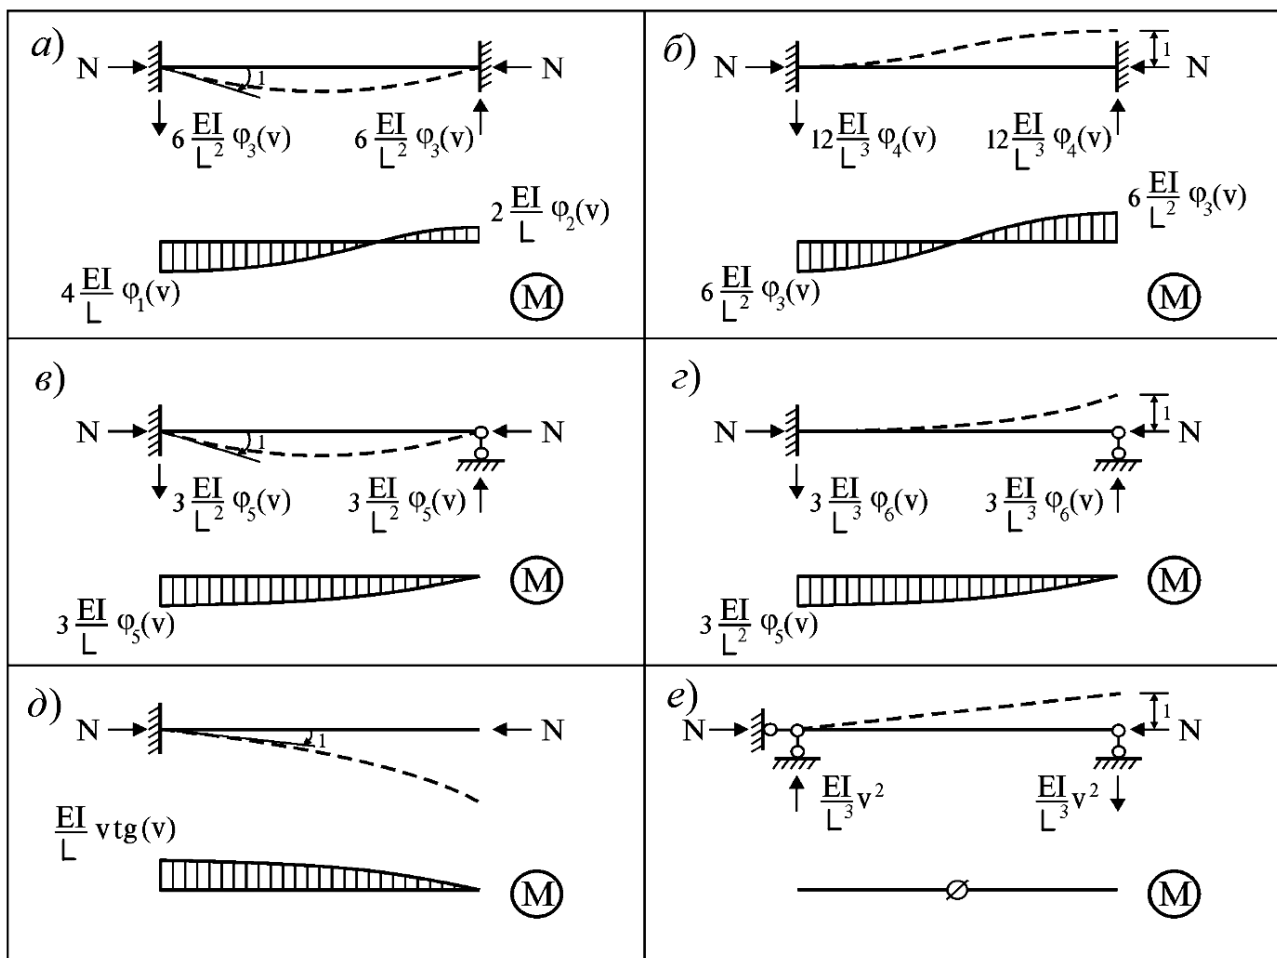 а)
N N
1
6 EI/L² φ₃(v) 6 EI/L² φ₃(v)
2 EI/L φ₂(v)
4 EI/L φ₁(v)
M
б)
N N
1
12 EI/L³ φ₄(v) 12 EI/L³ φ₄(v)
6 EI/L² φ₃(v)
6 EI/L² φ₃(v)
M
в)
N N
1
3 EI/L² φ₅(v) 3 EI/L² φ₅(v)
3 EI/L φ₅(v)
M
г)
N N
1
3 EI/L³ φ₆(v) 3 EI/L³ φ₆(v)
3 EI/L² φ₅(v)
M
д)
N N
1
EI/L v tg(v)
M
е)
N N
1
EI/L³ v² EI/L³ v²
M